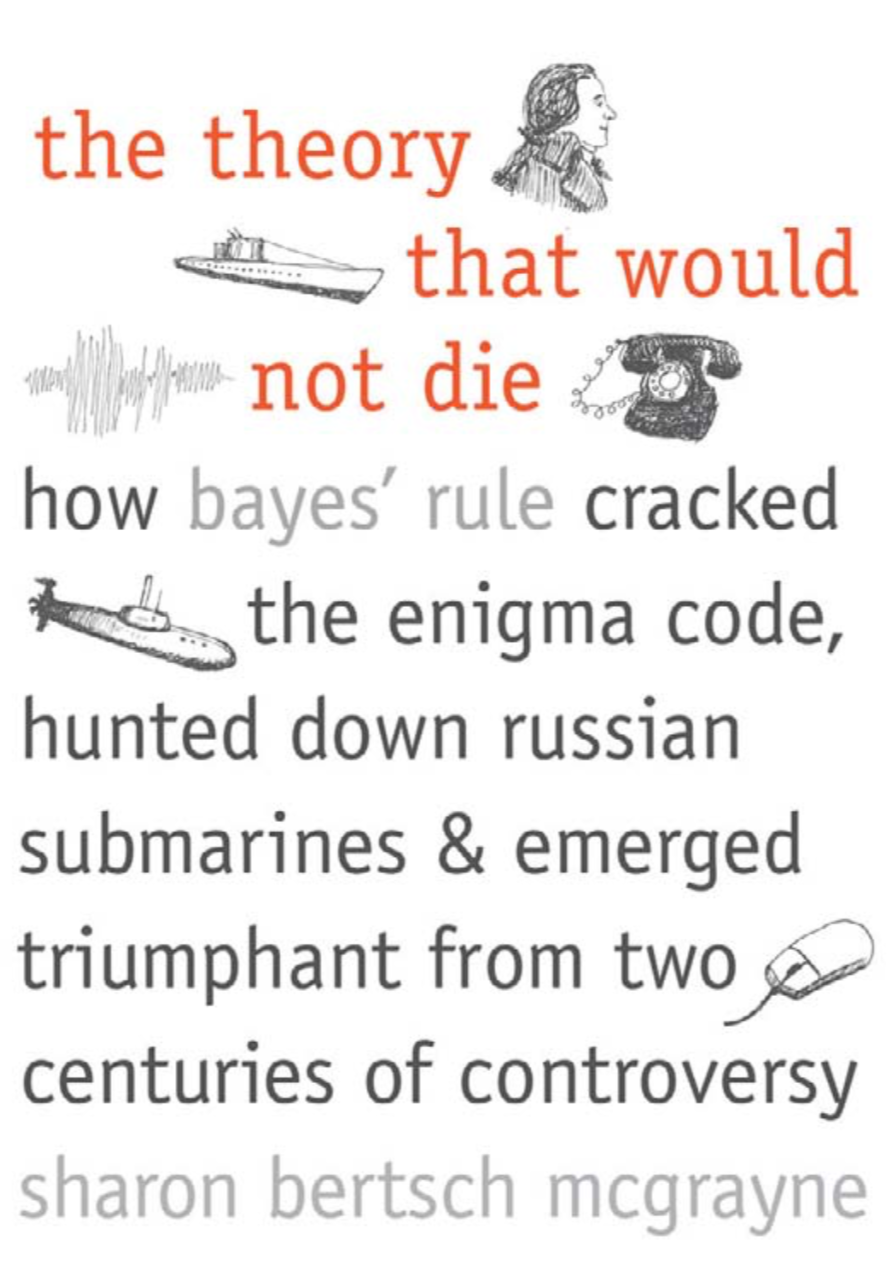 the theory
that would
not die
how bayes’ rule cracked
the enigma code,
hunted down russian
submarines & emerged
triumphant from two
centuries of controversy
sharon bertsch mcgrayne